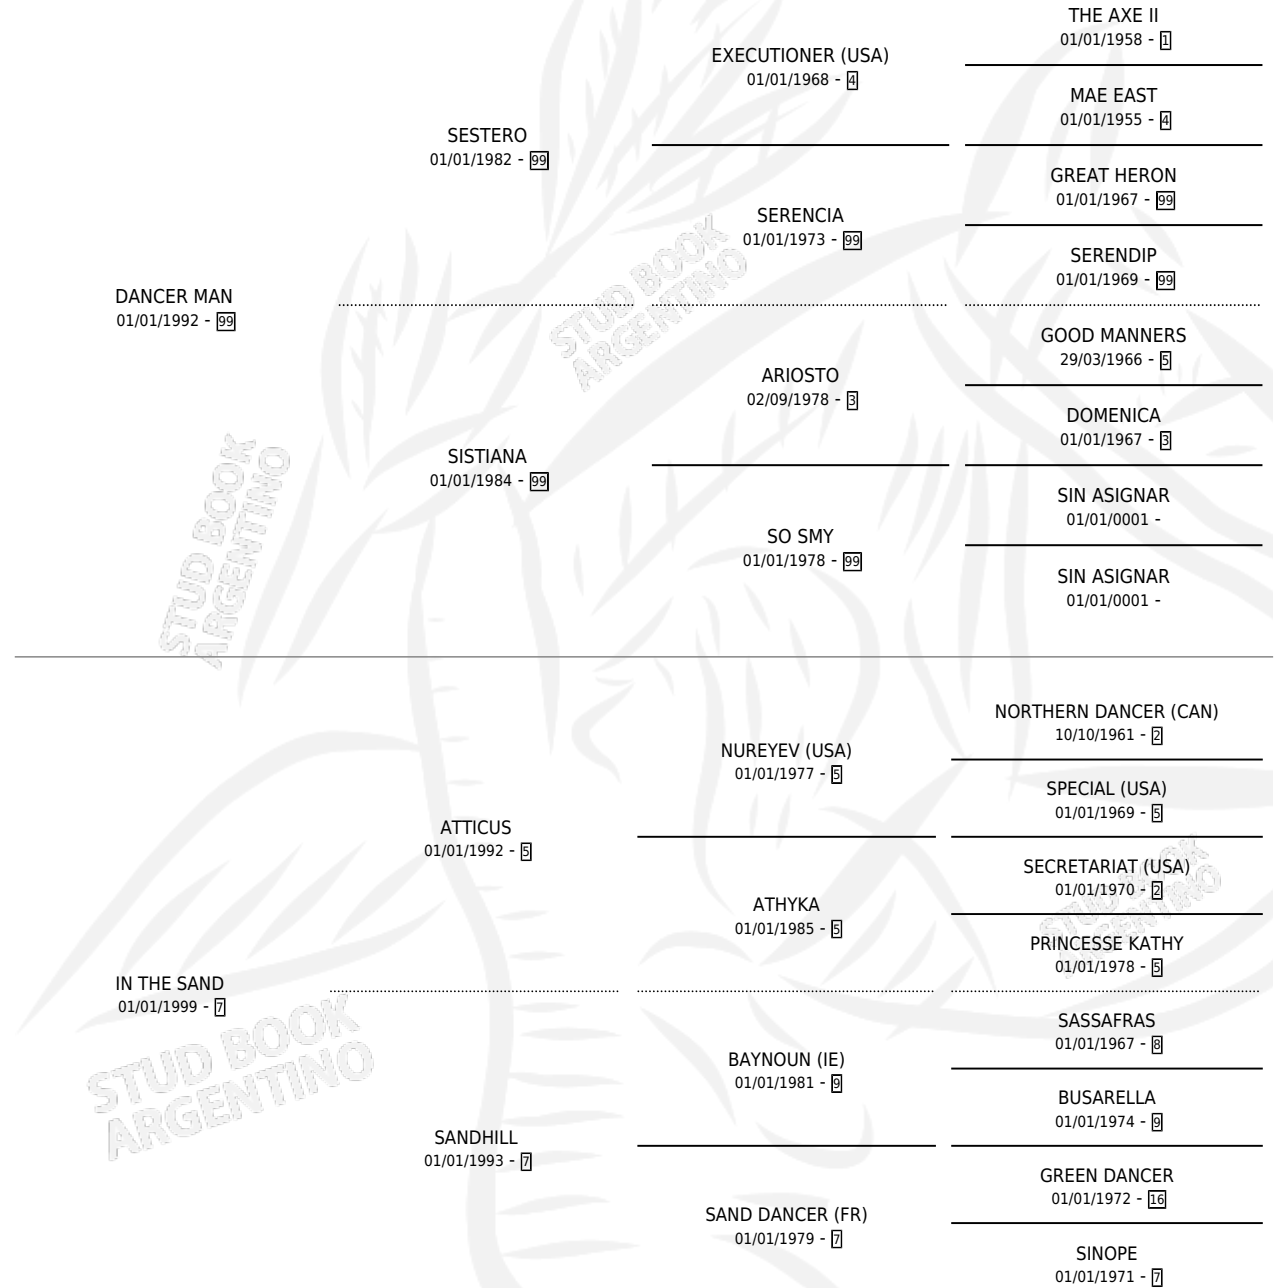 THE AXE II
01/01/1958 - 1
EXECUTIONER (USA)
01/01/1968 - 4
MAE EAST
01/01/1955 - 4
SESTERO
01/01/1982 - 99
GREAT HERON
01/01/1967 - 99
SERENCIA
01/01/1973 - 99
SERENDIP
01/01/1969 - 99
DANCER MAN
01/01/1992 - 99
STUD BOOK
ARGENTINO
GOOD MANNERS
29/03/1966 - 5
ARIOSTO
02/09/1978 - 3
DOMENICA
01/01/1967 - 3
SISTIANA
01/01/1984 - 99
SIN ASIGNAR
01/01/0001 -
SO SMY
01/01/1978 - 99
SIN ASIGNAR
01/01/0001 -
STUD BOOK
ARGENTINO
NORTHERN DANCER (CAN)
10/10/1961 - 2
NUREYEV (USA)
01/01/1977 - 5
SPECIAL (USA)
01/01/1969 - 5
ATTICUS
01/01/1992 - 5
SECRETARIAT (USA)
01/01/1970 - 2
ATHYKA
01/01/1985 - 5
PRINCESSE KATHY
01/01/1978 - 5
STUD BOOK
ARGENTINO
IN THE SAND
01/01/1999 - 7
SASSAFRAS
01/01/1967 - 8
BAYNOUN (IE)
01/01/1981 - 9
BUSARELLA
01/01/1974 - 9
STUD BOOK
ARGENTINO
SANDHILL
01/01/1993 - 7
GREEN DANCER
01/01/1972 - 16
SAND DANCER (FR)
01/01/1979 - 7
SINOPE
01/01/1971 - 7